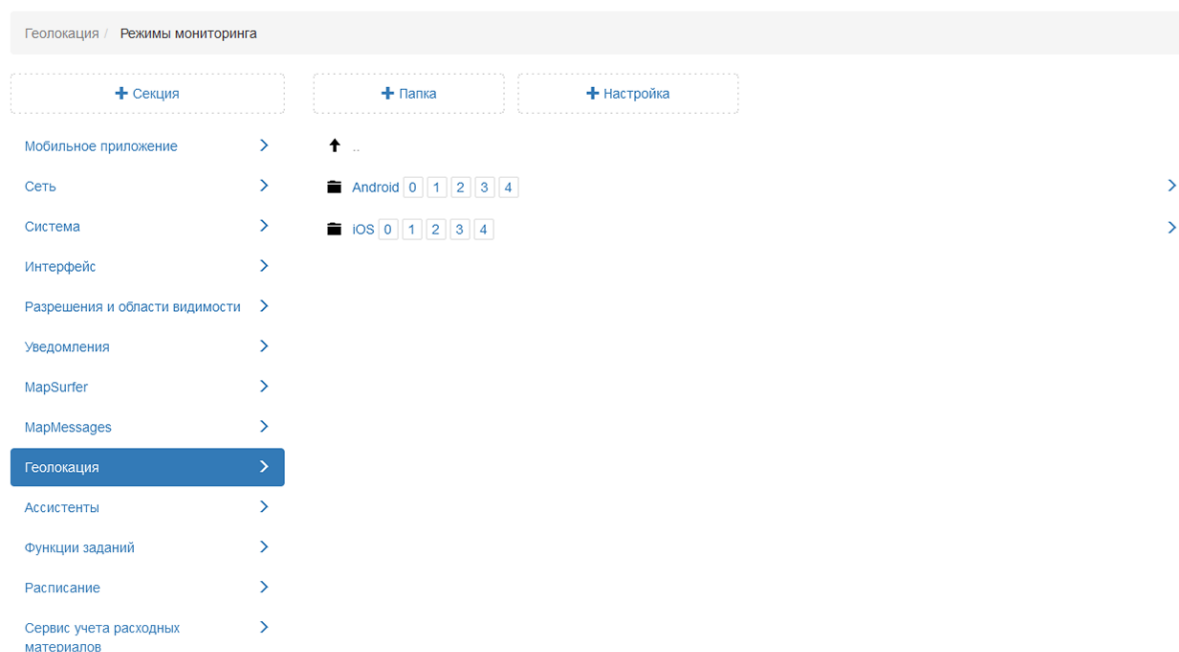 Геолокация / Режимы мониторинга
+ Секция
+ Папка
+ Настройка
Мобильное приложение
Сеть
Система
Интерфейс
Разрешения и области видимости
Уведомления
MapSurfer
MapMessages
Геолокация
Ассистенты
Функции заданий
Расписание
Сервис учета расходных
материалов
..
Android 0 1 2 3 4
iOS 0 1 2 3 4